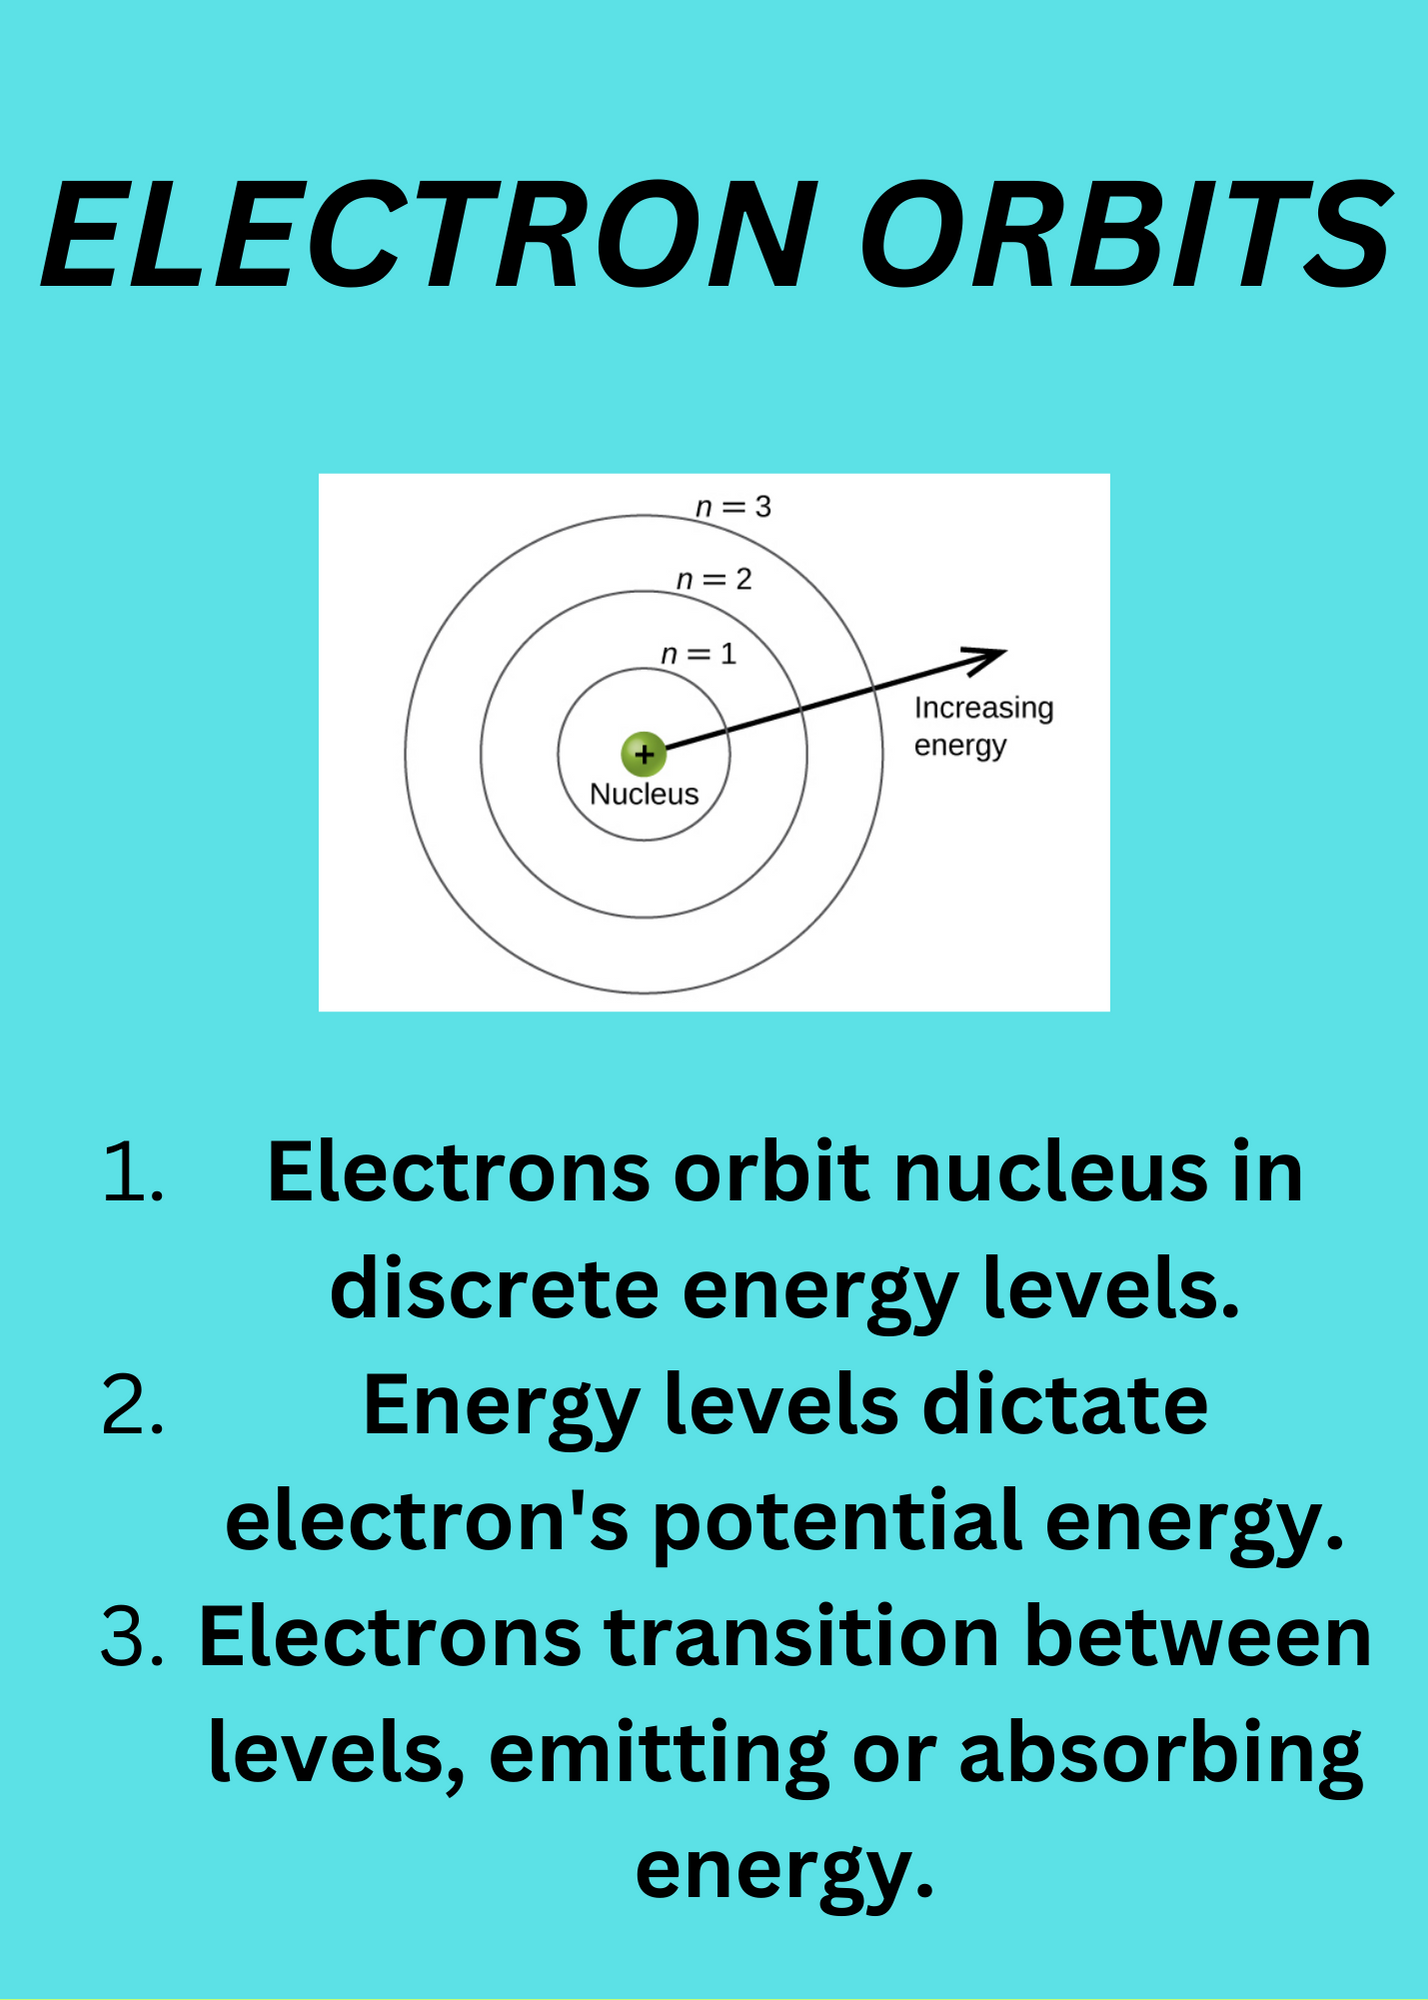 ELECTRON ORBITS
n = 3
n = 2
n = 1
+
Nucleus
Increasing
energy
1. Electrons orbit nucleus in
discrete energy levels.
2. Energy levels dictate
electron's potential energy.
3. Electrons transition between
levels, emitting or absorbing
energy.